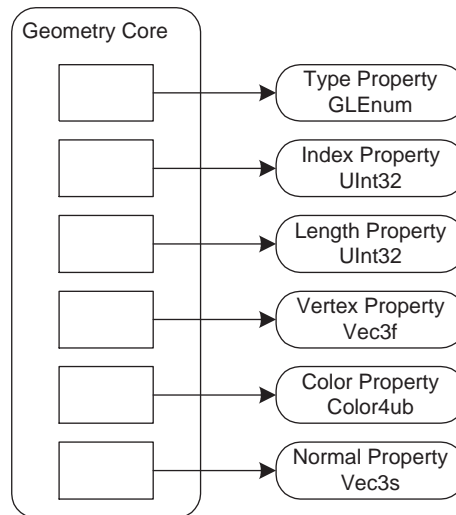 Geometry Core
Type Property
GLEnum
Index Property
UInt32
Length Property
UInt32
Vertex Property
Vec3f
Color Property
Color4ub
Normal Property
Vec3s